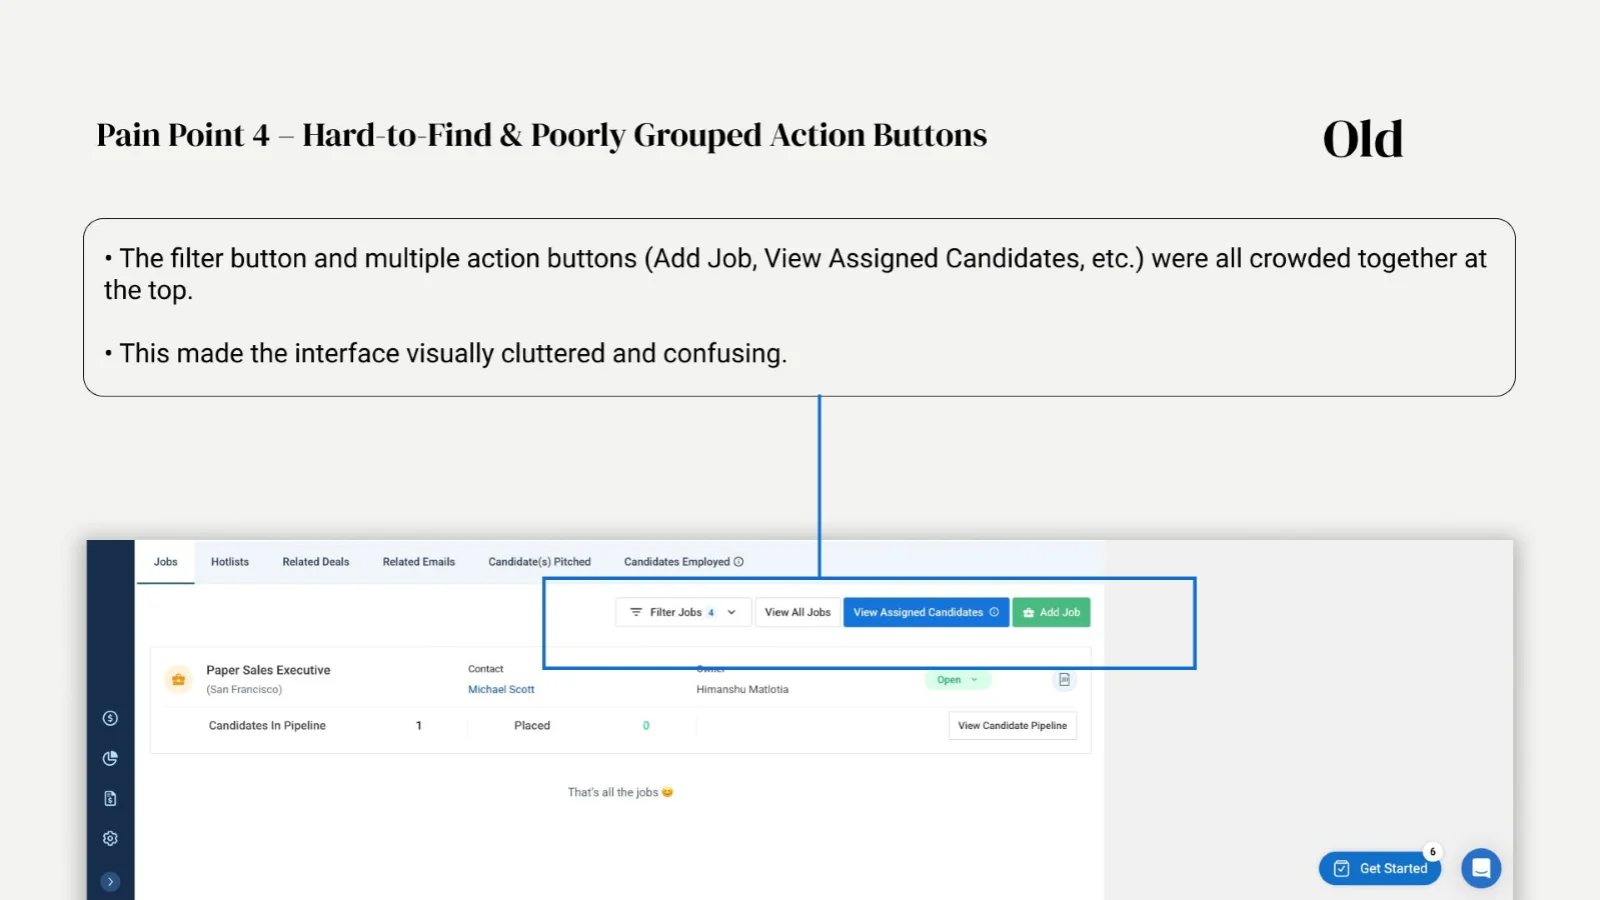 Pain Point 4 – Hard-to-Find & Poorly Grouped Action Buttons
Old
• The filter button and multiple action buttons (Add Job, View Assigned Candidates, etc.) were all crowded together at
the top.
• This made the interface visually cluttered and confusing.
Jobs Hotlists Related Deals Related Emails Candidate(s) Pitched Candidates Employed
Filter Jobs 4 View All Jobs View Assigned Candidates Add Job
Paper Sales Executive Contact Owner
(San Francisco) Michael Scott Himanshu Matlotia Open
Candidates In Pipeline 1 Placed 0 View Candidate Pipeline
That's all the jobs 😊
6
Get Started